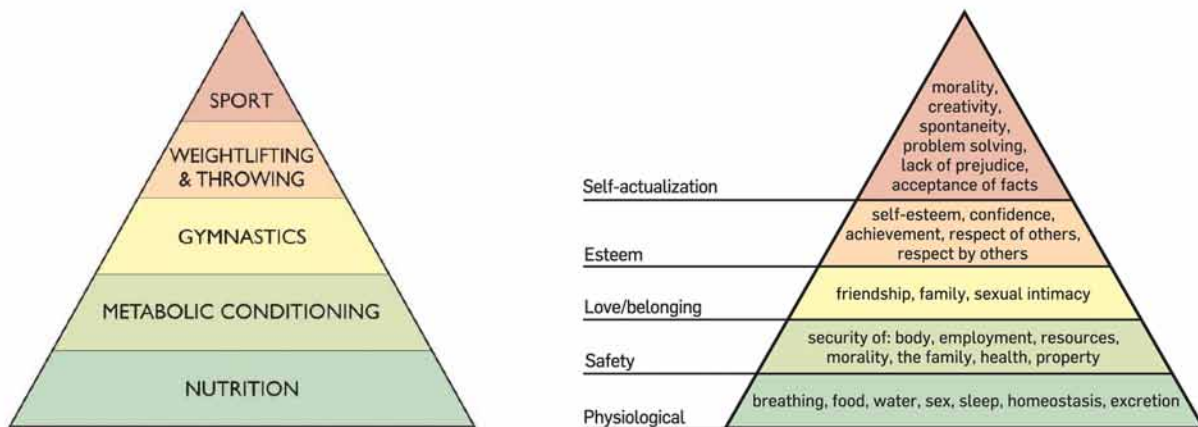 SPORT
WEIGHTLIFTING
& THROWING
GYMNASTICS
METABOLIC CONDITIONING
NUTRITION
morality,
creativity,
spontaneity,
problem solving,
lack of prejudice,
acceptance of facts
Self-actualization
self-esteem, confidence,
achievement, respect of others,
respect by others
Esteem
friendship, family, sexual intimacy
Love/belonging
security of: body, employment, resources,
morality, the family, health, property
Safety
breathing, food, water, sex, sleep, homeostasis, excretion
Physiological